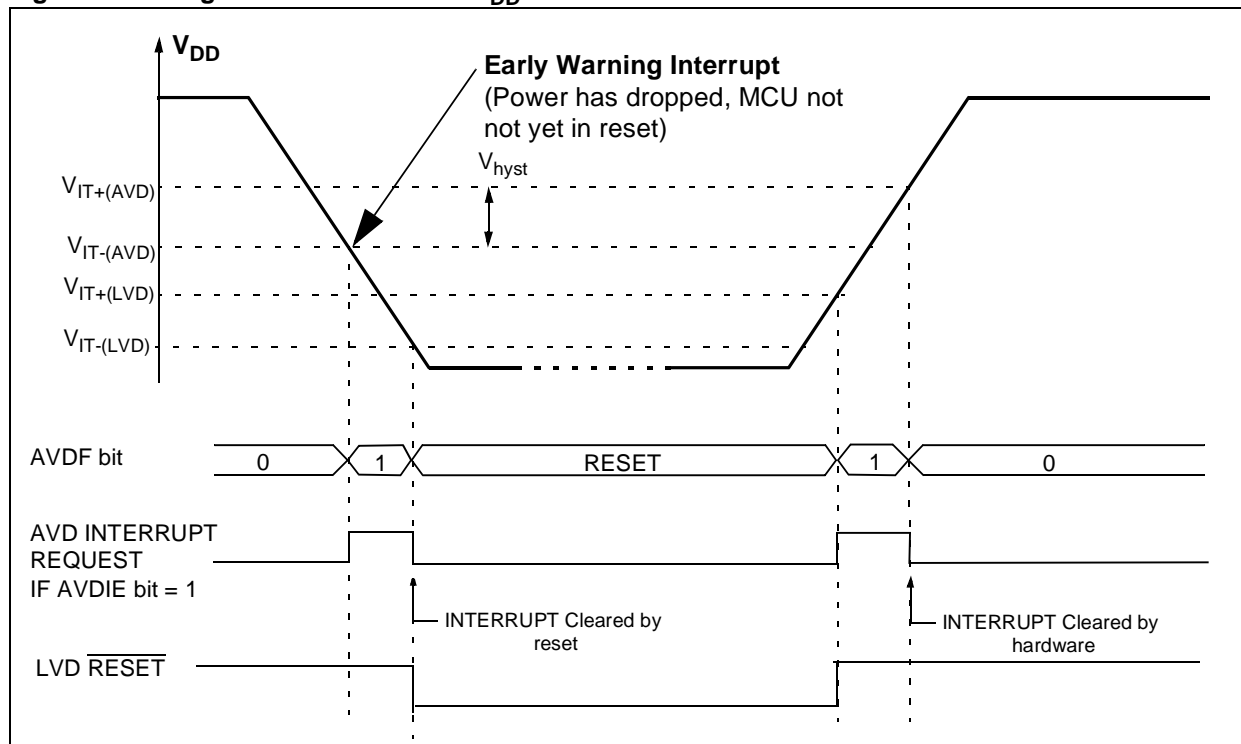 V_DD
Early Warning Interrupt
(Power has dropped, MCU not
not yet in reset)
V_hyst
V_IT+(AVD)
V_IT-(AVD)
V_IT+(LVD)
V_IT-(LVD)
AVDF bit
0
1
RESET
1
0
AVD INTERRUPT
REQUEST
IF AVDIE bit = 1
INTERRUPT Cleared by
reset
INTERRUPT Cleared by
hardware
LVD RESET